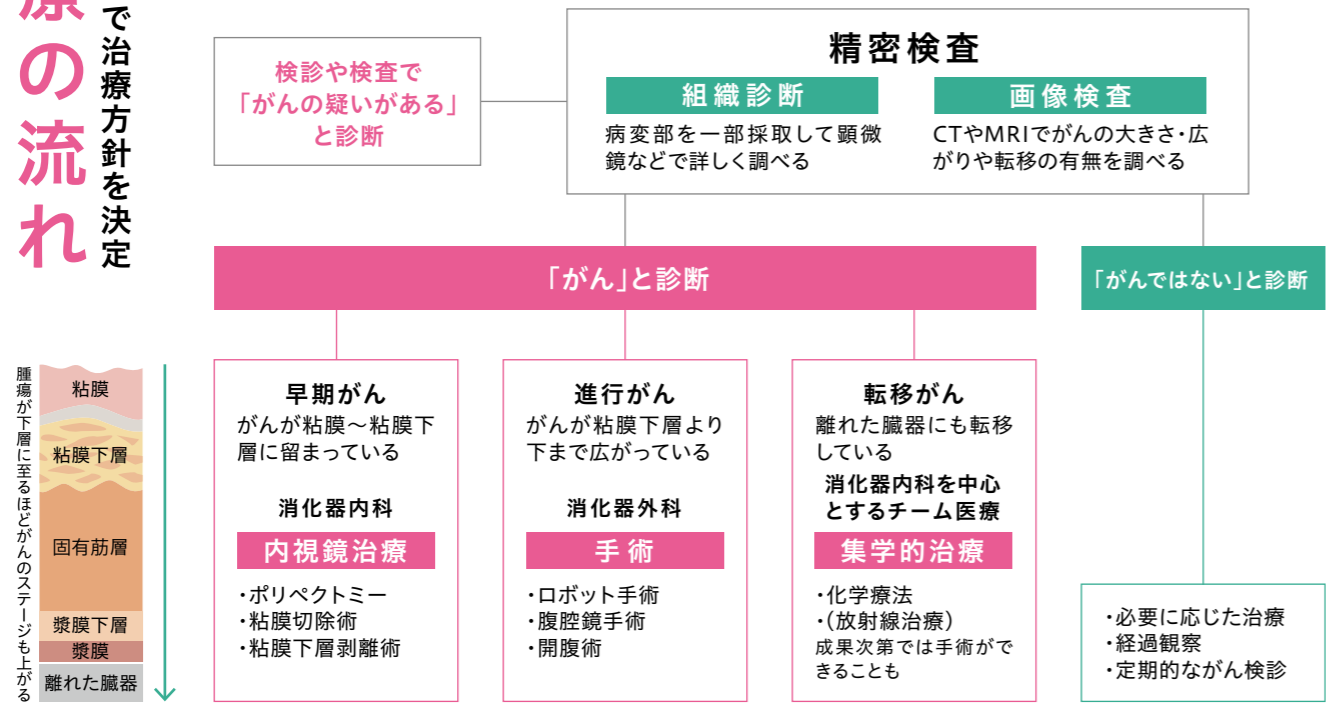 で治療方針を決定
療の流れ
検診や検査で
「がんの疑いがある」
と診断
精密検査
組織診断
病変部を一部採取して顕微
鏡などで詳しく調べる
画像検査
CTやMRIでがんの大きさ・広
がりや転移の有無を調べる
「がん」と診断
「がんではない」と診断
腫瘍が下層に至るほどがんのステージも上がる
粘膜
粘膜下層
固有筋層
漿膜下層
漿膜
離れた臓器
早期がん
がんが粘膜〜粘膜下
層に留まっている
消化器内科
内視鏡治療
・ポリペクトミー
・粘膜切除術
・粘膜下層剥離術
進行がん
がんが粘膜下層より
下まで広がっている
消化器外科
手術
・ロボット手術
・腹腔鏡手術
・開腹術
転移がん
離れた臓器にも転移
している
消化器内科を中心
とするチーム医療
集学的治療
・化学療法
・(放射線治療)
成果次第では手術がで
きることも
・必要に応じた治療
・経過観察
・定期的ながん検診